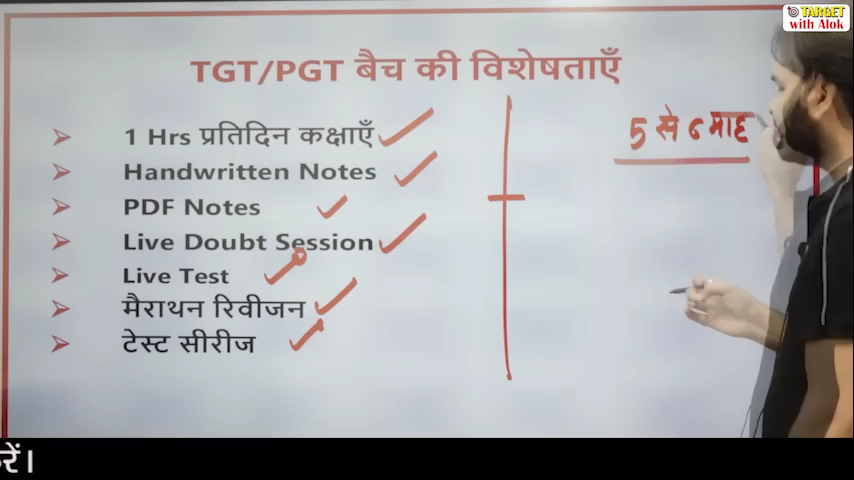 TARGET
with Alok
TGT/PGT बैच की विशेषताएँ
1 Hrs प्रतिदिन कक्षाएँ
Handwritten Notes
PDF Notes
Live Doubt Session
Live Test
मैराथन रिवीजन
टेस्ट सीरीज
5 से 6 माह
करें।